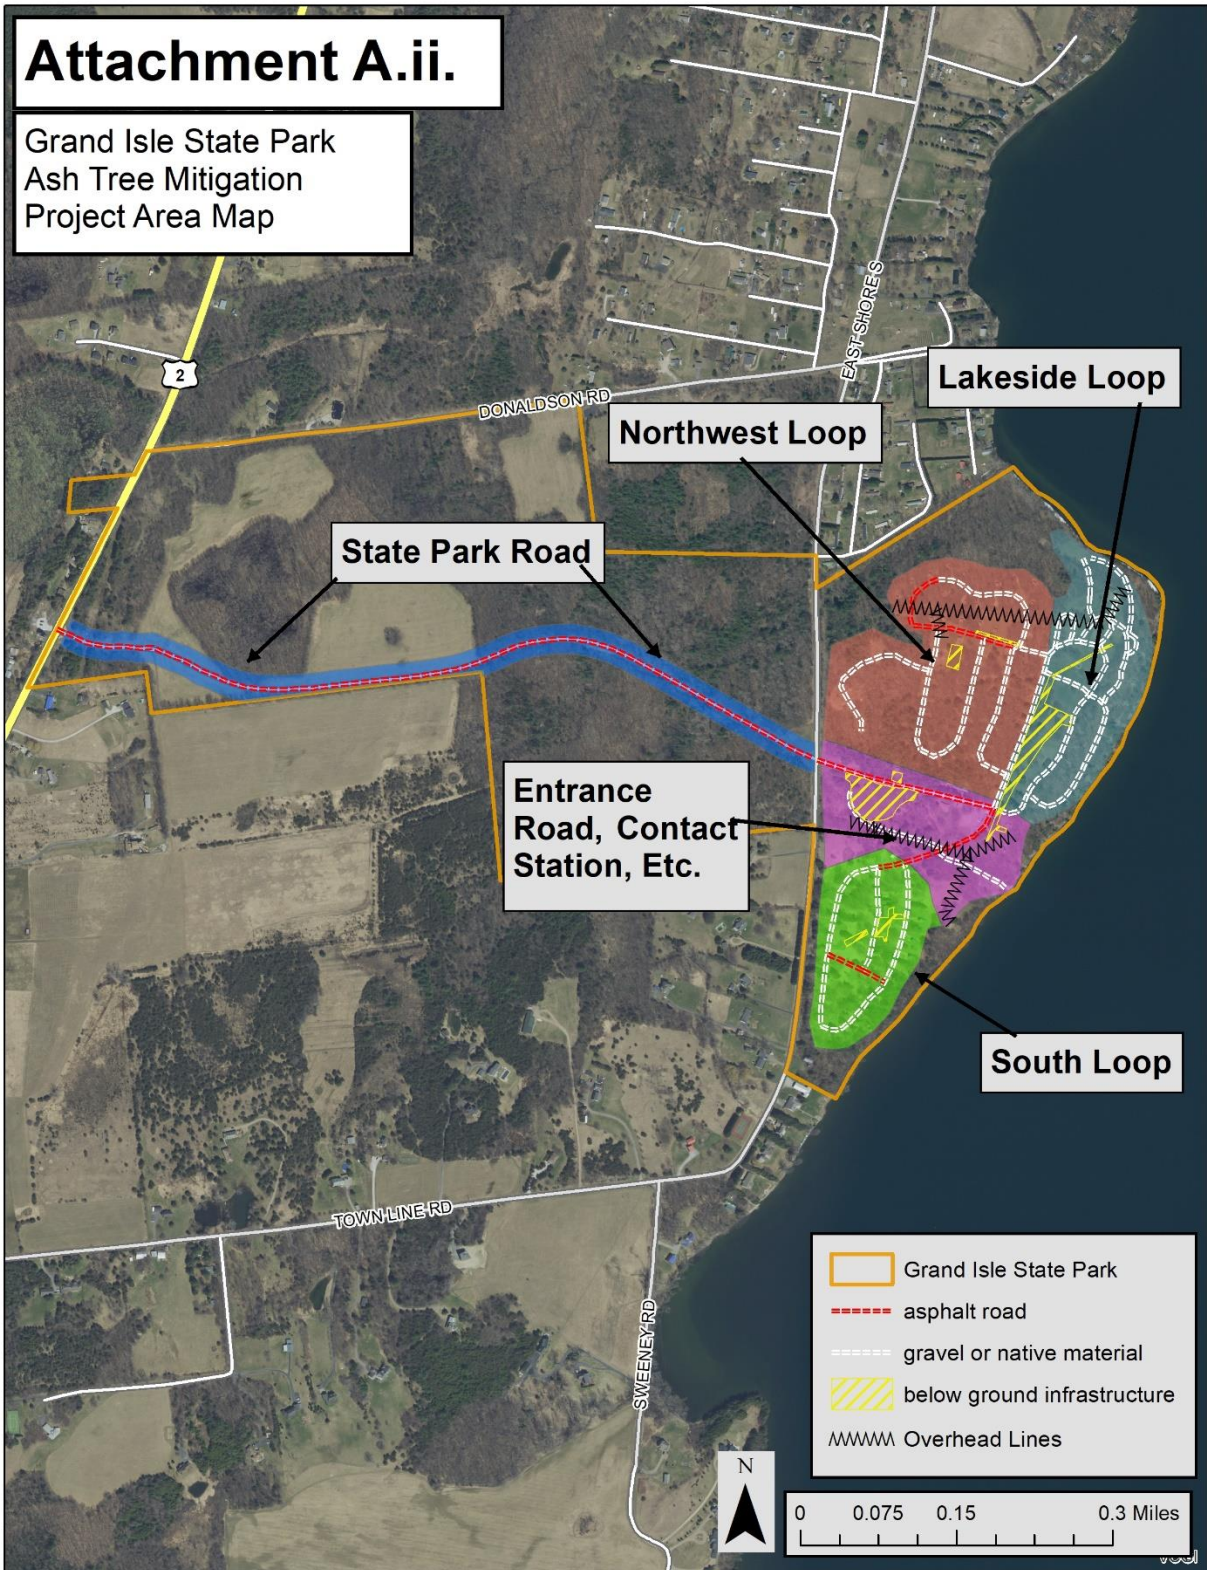 Attachment A.ii.
Grand Isle State Park
Ash Tree Mitigation
Project Area Map
2
DONALDSON RD
EAST SHORE S
Lakeside Loop
Northwest Loop
State Park Road
Entrance
Road, Contact
Station, Etc.
South Loop
TOWN LINE RD
SWEENEY RD
Grand Isle State Park
asphalt road
gravel or native material
below ground infrastructure
Overhead Lines
N
0 0.075 0.15 0.3 Miles